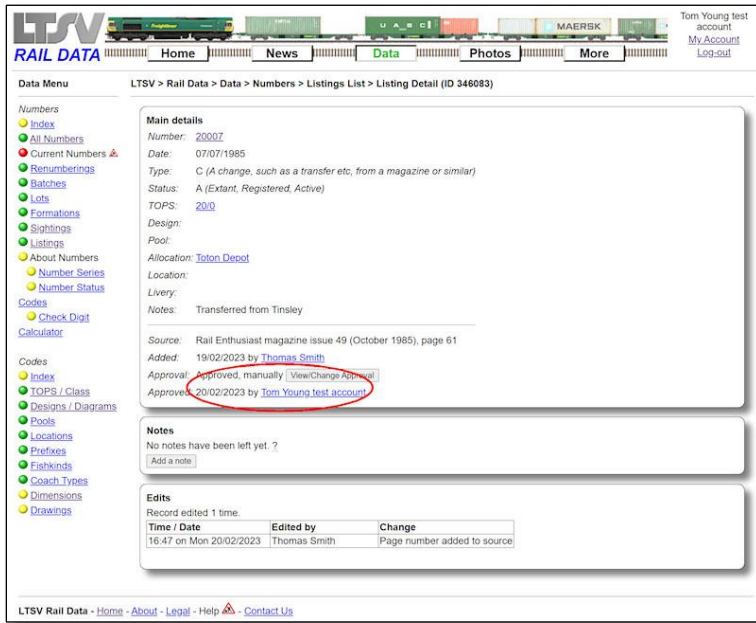 LTSV
Freightliner
U A S C
MAERSK
Tom Young test
account
My Account
Log-out
RAIL DATA
Home
News
Data
Photos
More
Data Menu
LTSV > Rail Data > Data > Numbers > Listings List > Listing Detail (ID 346083)
Numbers
Index
All Numbers
Current Numbers
Renumberings
Batches
Lots
Formations
Sightings
Listings
About Numbers
Number Series
Number Status
Codes
Check Digit
Calculator
Codes
Index
TOPS / Class
Designs / Diagrams
Pools
Locations
Prefixes
Fishkinds
Coach Types
Dimensions
Drawings
Main details
Number: 20007
Date: 07/07/1985
Type: C (A change, such as a transfer etc, from a magazine or similar)
Status: A (Extant, Registered, Active)
TOPS: 20/0
Design:
Pool:
Allocation: Toton Depot
Location:
Livery:
Notes: Transferred from Tinsley
Source: Rail Enthusiast magazine issue 49 (October 1985), page 61
Added: 19/02/2023 by Thomas Smith
Approval: Approved, manually View/Change Approval
Approved: 20/02/2023 by Tom Young test account
Notes
No notes have been left yet. ?
Add a note
Edits
Record edited 1 time.
Time / Date Edited by Change
16:47 on Mon 20/02/2023 Thomas Smith Page number added to source
LTSV Rail Data - Home - About - Legal - Help - Contact Us